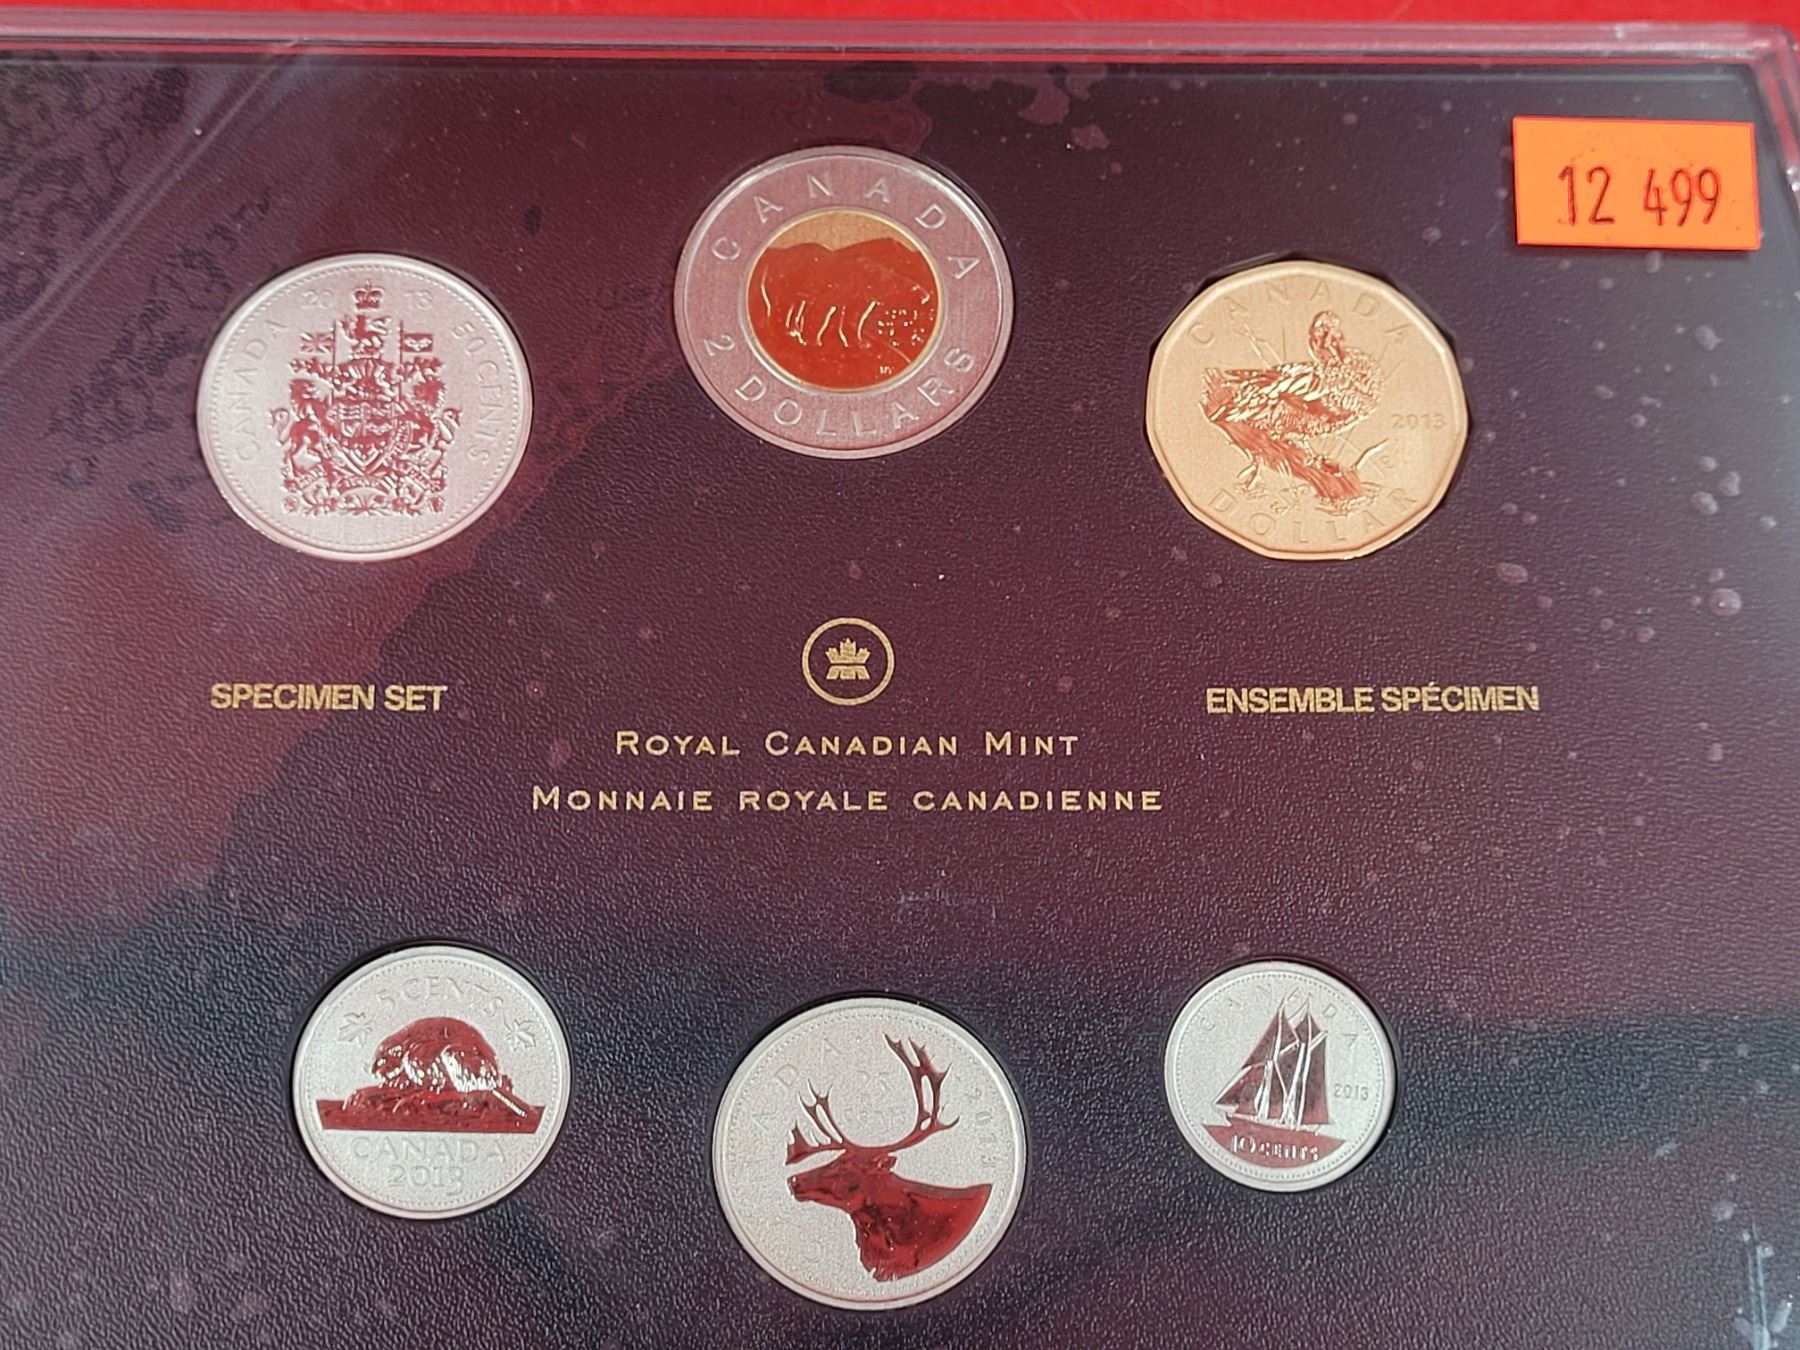 12 499
CANADA
2 DOLLARS
CANADA 2013 50 CENTS
CANADA
2013
DOLLAR
SPECIMEN SET
ENSEMBLE SPÉCIMEN
ROYAL CANADIAN MINT
MONNAIE ROYALE CANADIENNE
5 CENTS
CANADA
2013
2013
CANADA
2013
10 CENTS